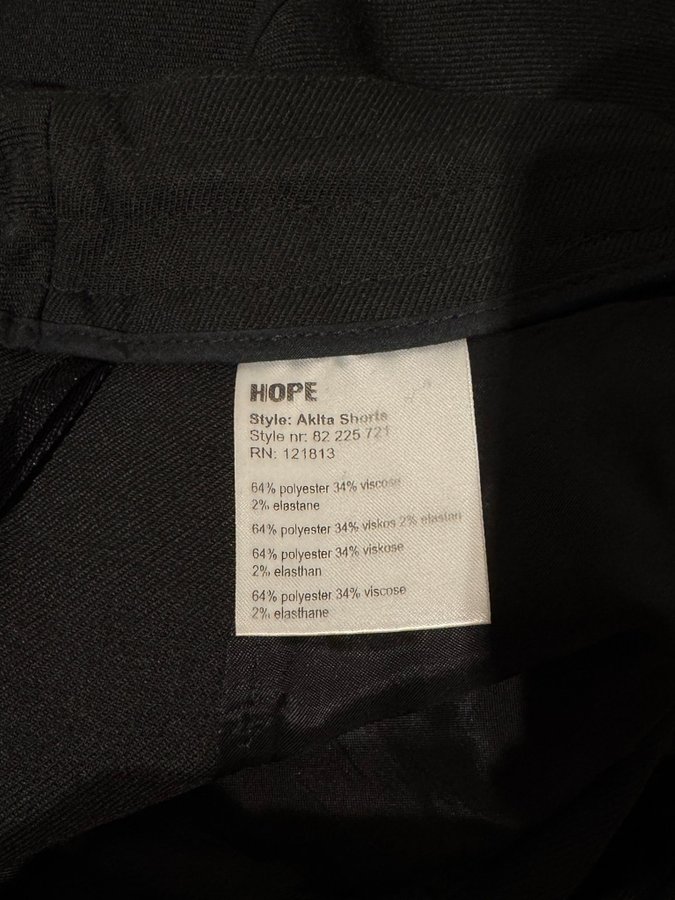 HOPE
Style: Akita Shorts
Style nr: 82 225 721
RN: 121813
64% polyester 34% viscose
2% elastane
64% polyester 34% viskos 2% elastan
64% polyester 34% viskose
2% elasthan
64% polyester 34% viscose
2% elasthane